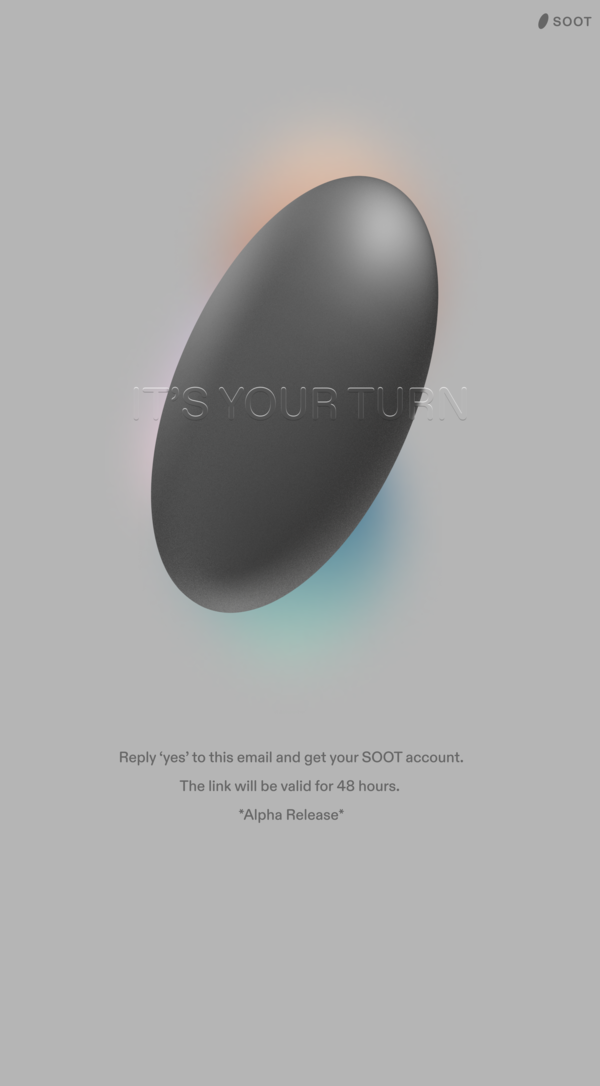 SOOT
IT'S YOUR TURN
Reply ‘yes’ to this email and get your SOOT account.
The link will be valid for 48 hours.
*Alpha Release*